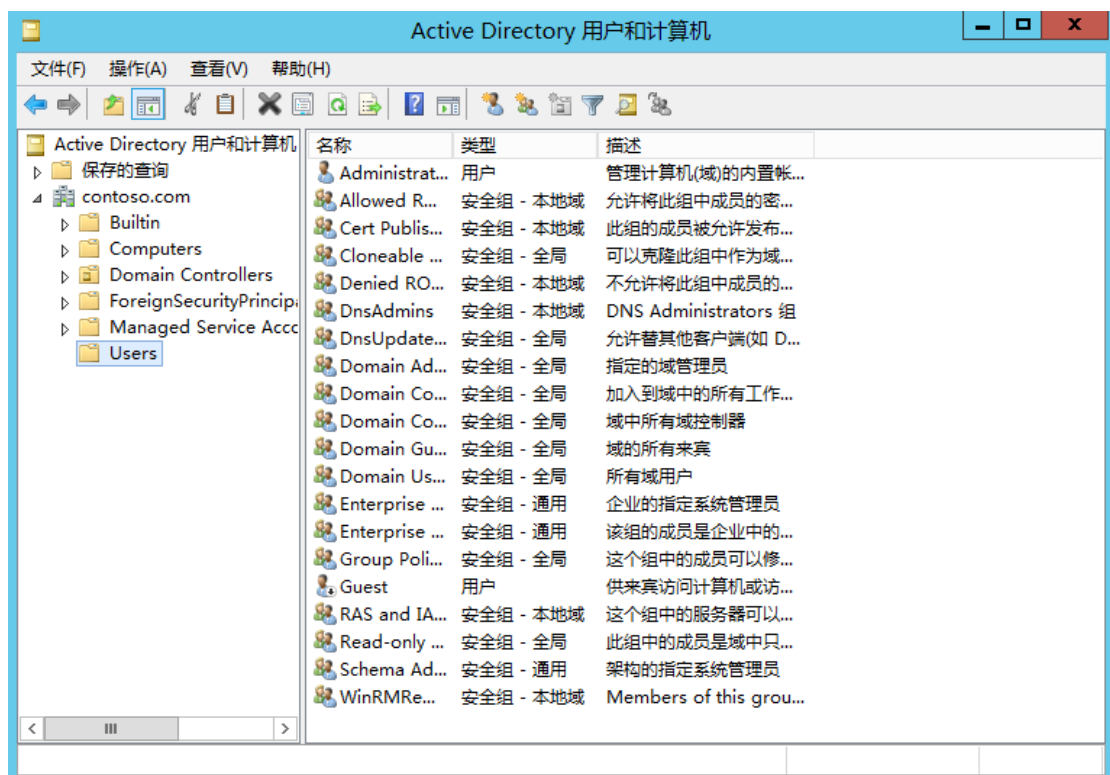 Active Directory 用户和计算机
文件(F) 操作(A) 查看(V) 帮助(H)
Active Directory 用户和计算机
保存的查询
contoso.com
Builtin
Computers
Domain Controllers
ForeignSecurityPrincip
Managed Service Acc
Users
名称 类型 描述
Administrat... 用户 管理计算机(域)的内置帐...
Allowed R... 安全组 - 本地域 允许将此组中成员的密...
Cert Publis... 安全组 - 本地域 此组的成员被允许发布...
Cloneable ... 安全组 - 全局 可以克隆此组中作为域...
Denied RO... 安全组 - 本地域 不允许将此组中成员的...
DnsAdmins 安全组 - 本地域 DNS Administrators 组
DnsUpdate... 安全组 - 全局 允许替其他客户端(如 D...
Domain Ad... 安全组 - 全局 指定的域管理员
Domain Co... 安全组 - 全局 加入到域中的所有工作...
Domain Co... 安全组 - 全局 域中所有域控制器
Domain Gu... 安全组 - 全局 域的所有来宾
Domain Us... 安全组 - 全局 所有域用户
Enterprise ... 安全组 - 通用 企业的指定系统管理员
Enterprise ... 安全组 - 通用 该组的成员是企业中的...
Group Poli... 安全组 - 全局 这个组中的成员可以修...
Guest 用户 供来宾访问计算机或访...
RAS and IA... 安全组 - 本地域 这个组中的服务器可以...
Read-only ... 安全组 - 全局 此组中的成员是域中只...
Schema Ad... 安全组 - 通用 架构的指定系统管理员
WinRMRe... 安全组 - 本地域 Members of this grou...